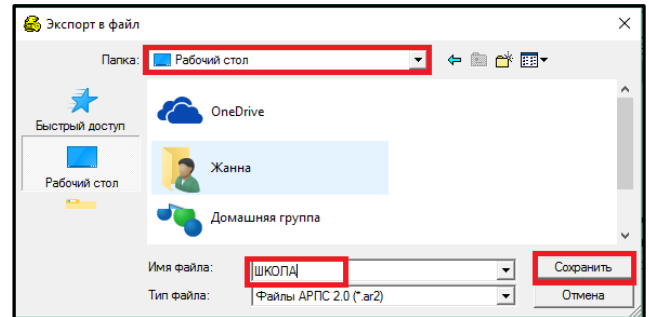 Экспорт в файл
Папка: Рабочий стол
Быстрый доступ
Рабочий стол
OneDrive
Жанна
Домашняя группа
Имя файла: ШКОЛА Сохранить
Тип файла: Файлы АРПС 2.0 (*.ar2) Отмена